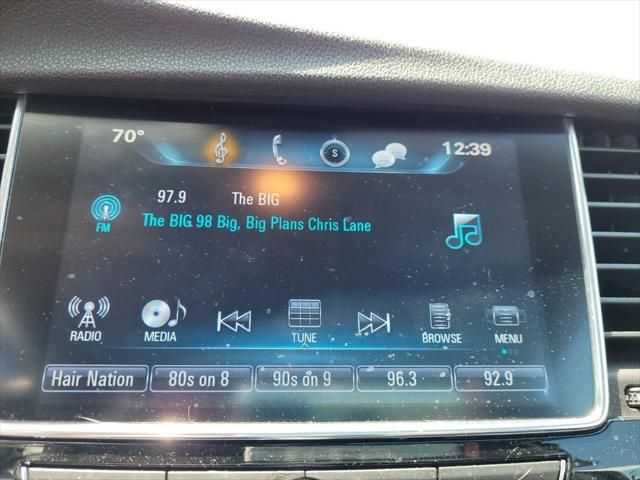 70° S 12:39
97.9 The BIG
FM The BIG 98 Big, Big Plans Chris Lane
RADIO MEDIA TUNE BROWSE MENU
Hair Nation 80s on 8 90s on 9 96.3 92.9